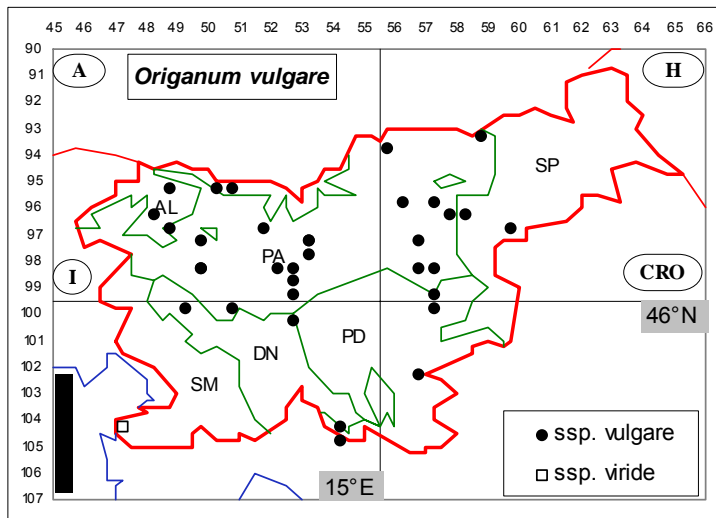 45 46 47 48 49 50 51 52 53 54 55 56 57 58 59 60 61 62 63 64 65 66
90
A
Origanum vulgare
H
91
92
93
94
SP
95
96
AL
97
98
PA
99
I
CRO
100
46°N
101
PD
DN
102
103
SM
104
ssp. vulgare
105
106
ssp. viride
15°E
107